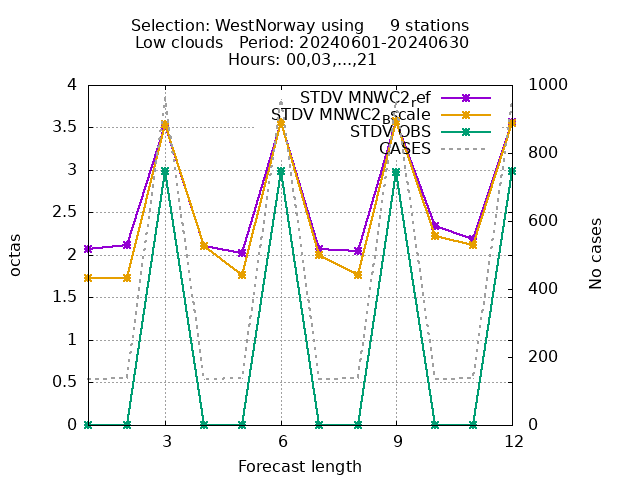 Selection: WestNorway using 9 stations
Low clouds Period: 20240601-20240630
Hours: 00,03,...,21
STDV MNWC2_ref
STDV MNWC2_Bscale
STDV OBS
CASES
4
3.5
3
2.5
2
1.5
1
0.5
0
octas
1000
800
600
400
200
0
No cases
3
6
9
12
Forecast length